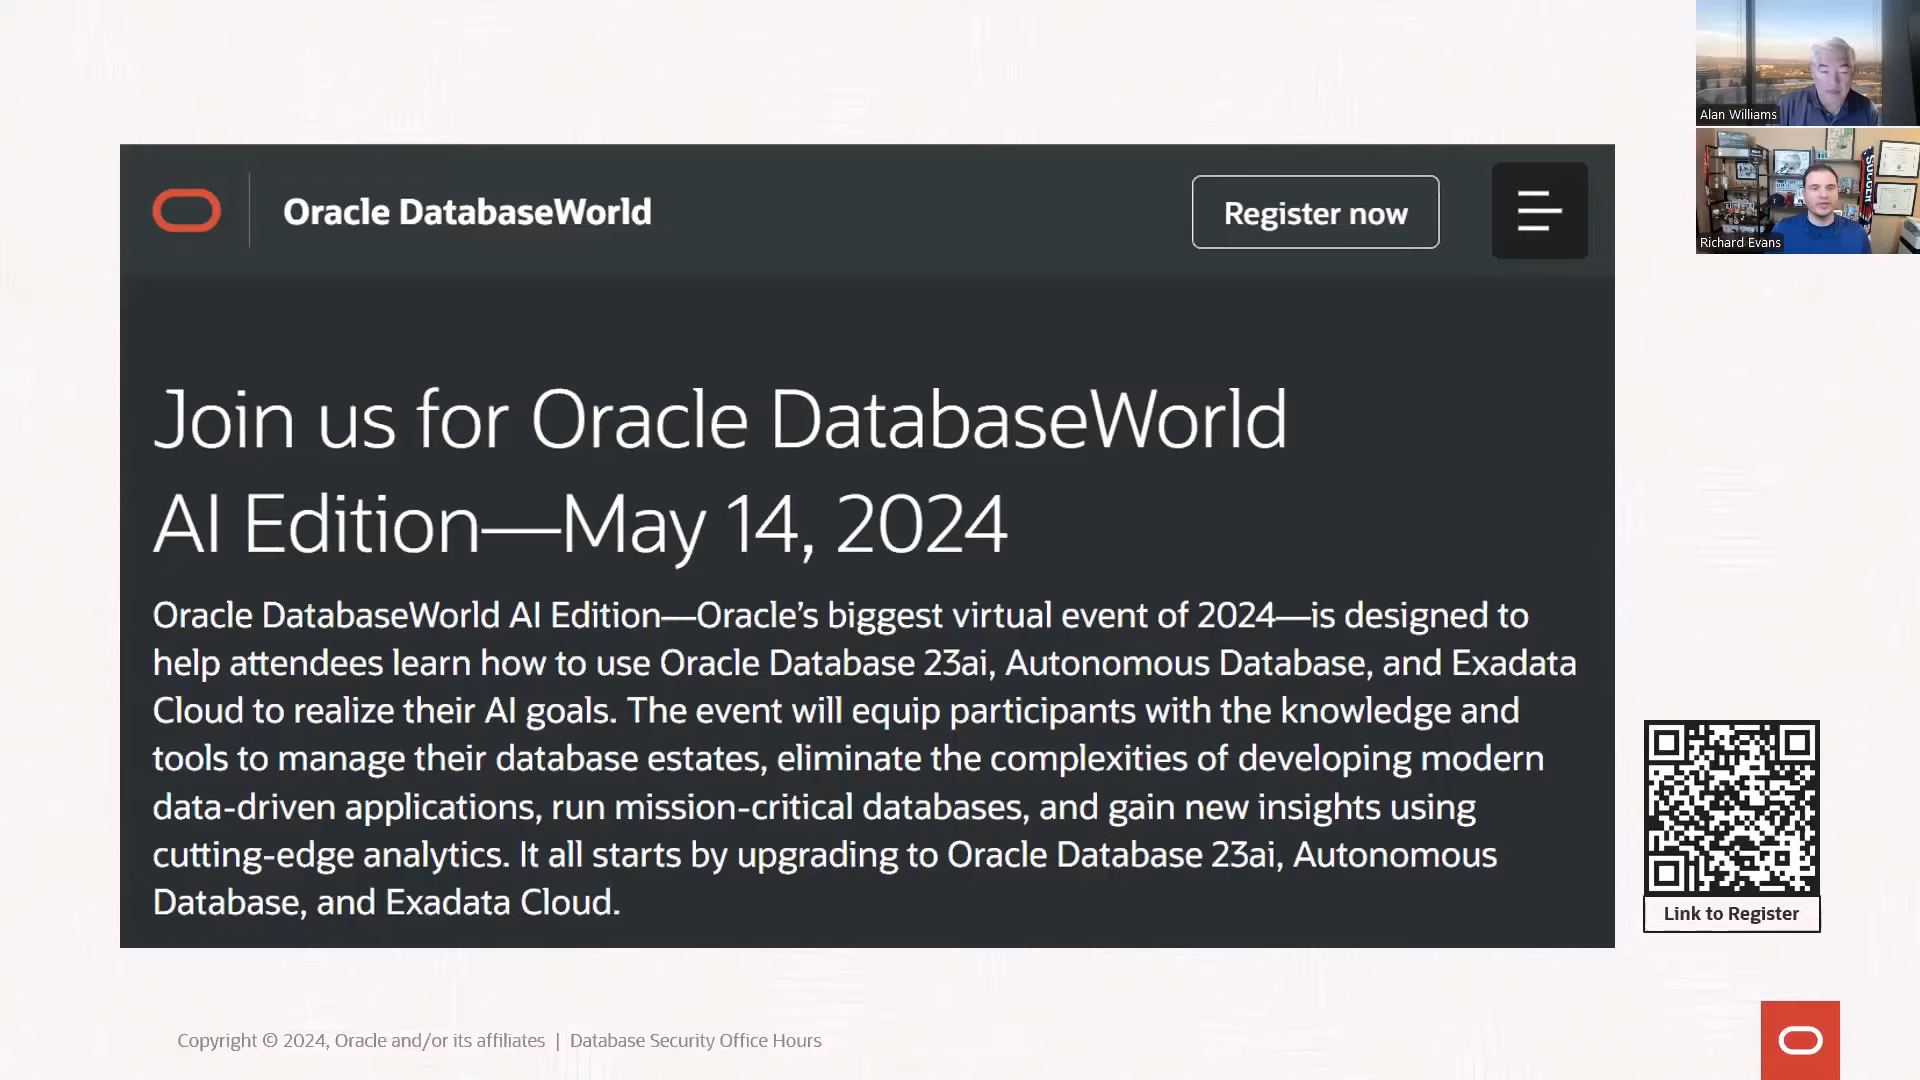 Alan Williams
Richard Evans
Oracle DatabaseWorld
Register now
Join us for Oracle DatabaseWorld
AI Edition—May 14, 2024
Oracle DatabaseWorld AI Edition—Oracle’s biggest virtual event of 2024—is designed to
help attendees learn how to use Oracle Database 23ai, Autonomous Database, and Exadata
Cloud to realize their AI goals. The event will equip participants with the knowledge and
tools to manage their database estates, eliminate the complexities of developing modern
data-driven applications, run mission-critical databases, and gain new insights using
cutting-edge analytics. It all starts by upgrading to Oracle Database 23ai, Autonomous
Database, and Exadata Cloud.
Link to Register
Copyright © 2024, Oracle and/or its affiliates | Database Security Office Hours